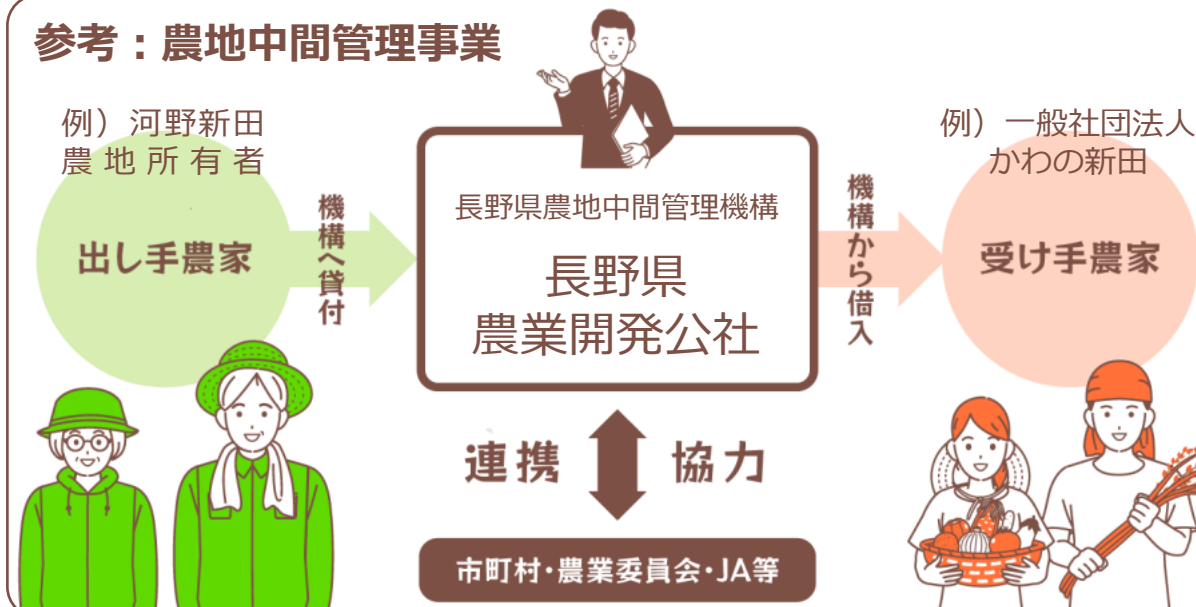 参考：農地中間管理事業
例）河野新田
農地所有者
出し手農家
機構へ貸付
長野県農地中間管理機構
長野県
農業開発公社
機構から借入
例）一般社団法人
かわの新田
受け手農家
連携 協力
市町村・農業委員会・JA等